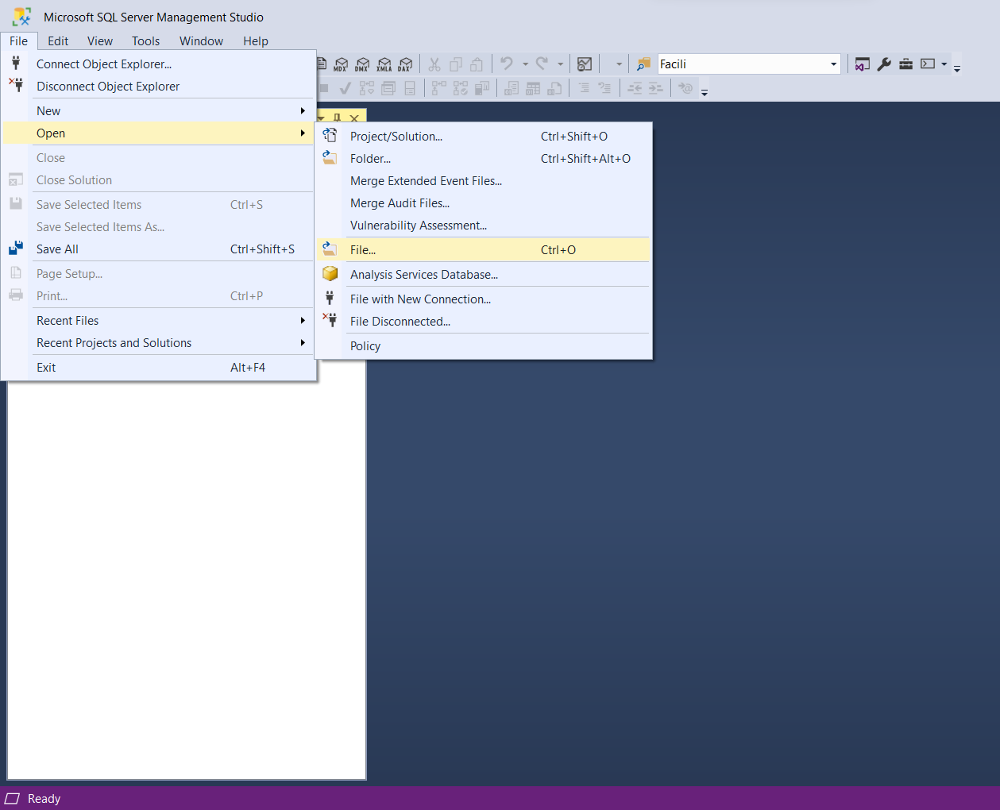 Microsoft SQL Server Management Studio
File Edit View Tools Window Help
Connect Object Explorer...
MDX DMX XMLA DAX
Facili
Disconnect Object Explorer
New
Open
Project/Solution... Ctrl+Shift+O
Folder... Ctrl+Shift+Alt+O
Merge Extended Event Files...
Merge Audit Files...
Vulnerability Assessment...
File... Ctrl+O
Analysis Services Database...
File with New Connection...
File Disconnected...
Policy
Close
Close Solution
Save Selected Items Ctrl+S
Save Selected Items As...
Save All Ctrl+Shift+S
Page Setup...
Print... Ctrl+P
Recent Files
Recent Projects and Solutions
Exit Alt+F4
Ready